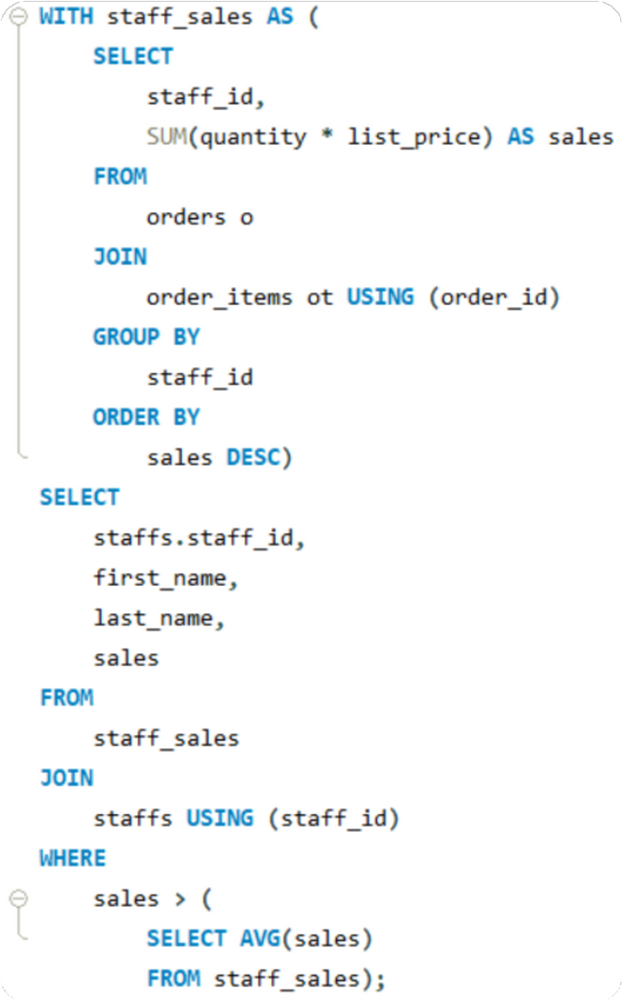 WITH staff_sales AS (
    SELECT
        staff_id,
        SUM(quantity * list_price) AS sales
    FROM
        orders o
    JOIN
        order_items ot USING (order_id)
    GROUP BY
        staff_id
    ORDER BY
        sales DESC)
SELECT
    staffs.staff_id,
    first_name,
    last_name,
    sales
FROM
    staff_sales
JOIN
    staffs USING (staff_id)
WHERE
    sales > (
        SELECT AVG(sales)
        FROM staff_sales);